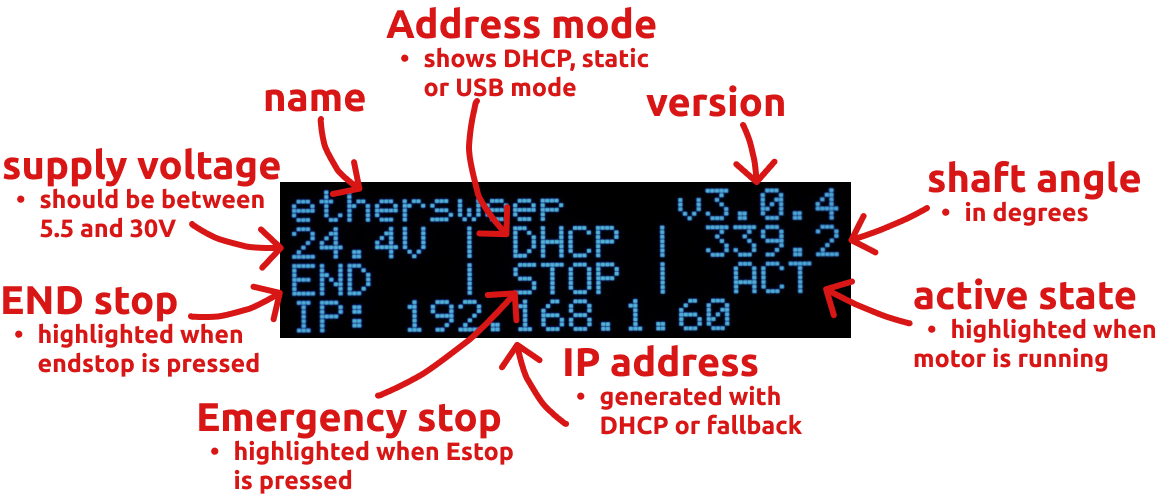 Address mode
• shows DHCP, static
or USB mode
name
version
supply voltage
• should be between
5.5 and 30V
shaft angle
• in degrees
ethersweep v3.0.4
24.4V | DHCP | 339.2
END | STOP | ACT
IP: 192.168.1.60
END stop
• highlighted when
endstop is pressed
active state
• highlighted when
motor is running
IP address
• generated with
DHCP or fallback
Emergency stop
• highlighted when Estop
is pressed